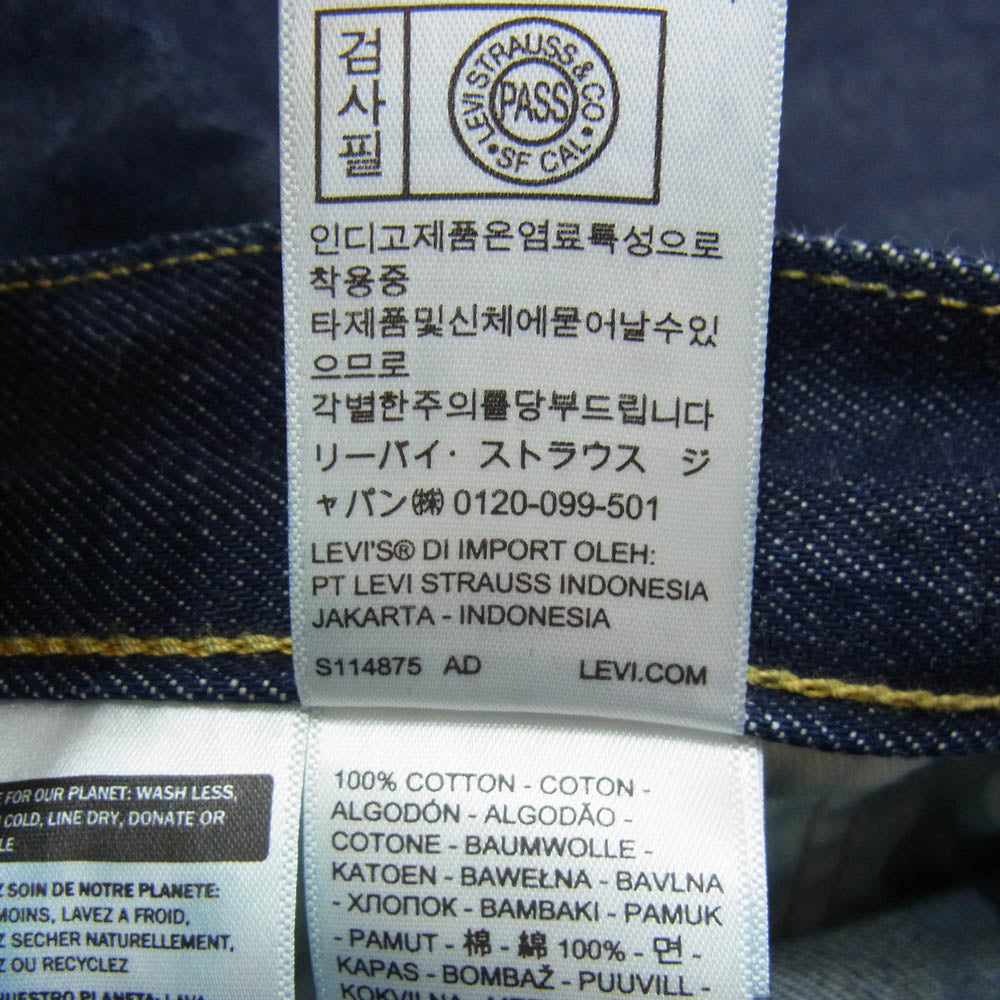 검사필
LEVI STRAUSS & CO
PASS
SF CAL
인디고제품은염료특성으로
착용중
타제품및신체에묻어날수있
으므로
각별한주의를당부드립니다
リーバイ・ストラウス ジ
ャパン㈱ 0120-099-501
LEVI'S® DI IMPORT OLEH:
PT LEVI STRAUSS INDONESIA
JAKARTA - INDONESIA
S114875 AD LEVI.COM
FOR OUR PLANET: WASH LESS,
COLD, LINE DRY, DONATE OR
SOIN DE NOTRE PLANETE:
MOINS, LAVEZ A FROID,
SECHER NATURELLEMENT,
OU RECYCLEZ
NUESTRO PLANETA: LAVA
100% COTTON - COTON -
ALGODÓN - ALGODÃO -
COTONE - BAUMWOLLE -
KATOEN - BAWEŁNA - BAVLNA
- ХЛОПОК - BAMBAKI - PAMUK
- PAMUT - 棉 - 綿 100% - 면 -
KAPAS - BOMBAŽ - PUUVILL -
KOKVILNA